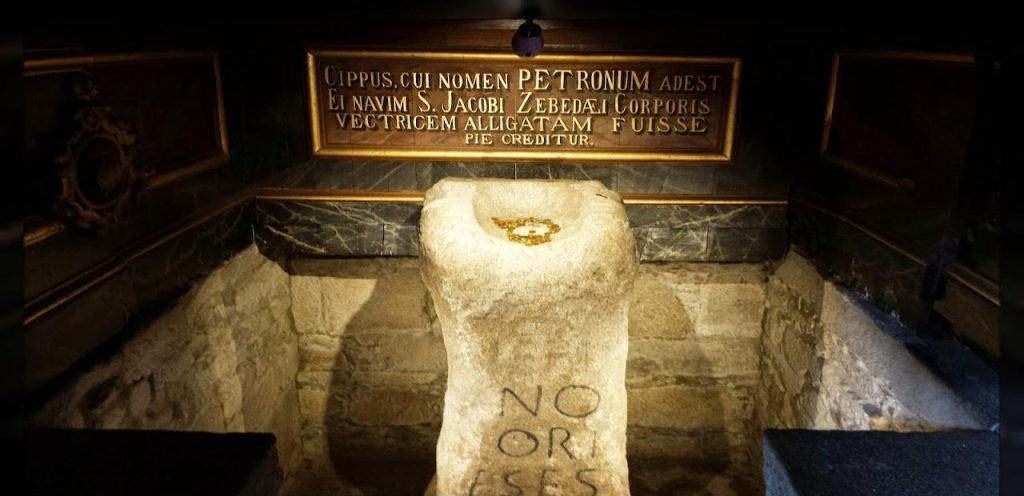 CIPPUS, CUI NOMEN PETRONUM ADEST.
EI NAVIM S. JACOBI ZEBEDÆI CORPORIS
VECTRICEM ALLIGATAM FUISSE
PIE CREDITUR.
NO
ORI
ESES